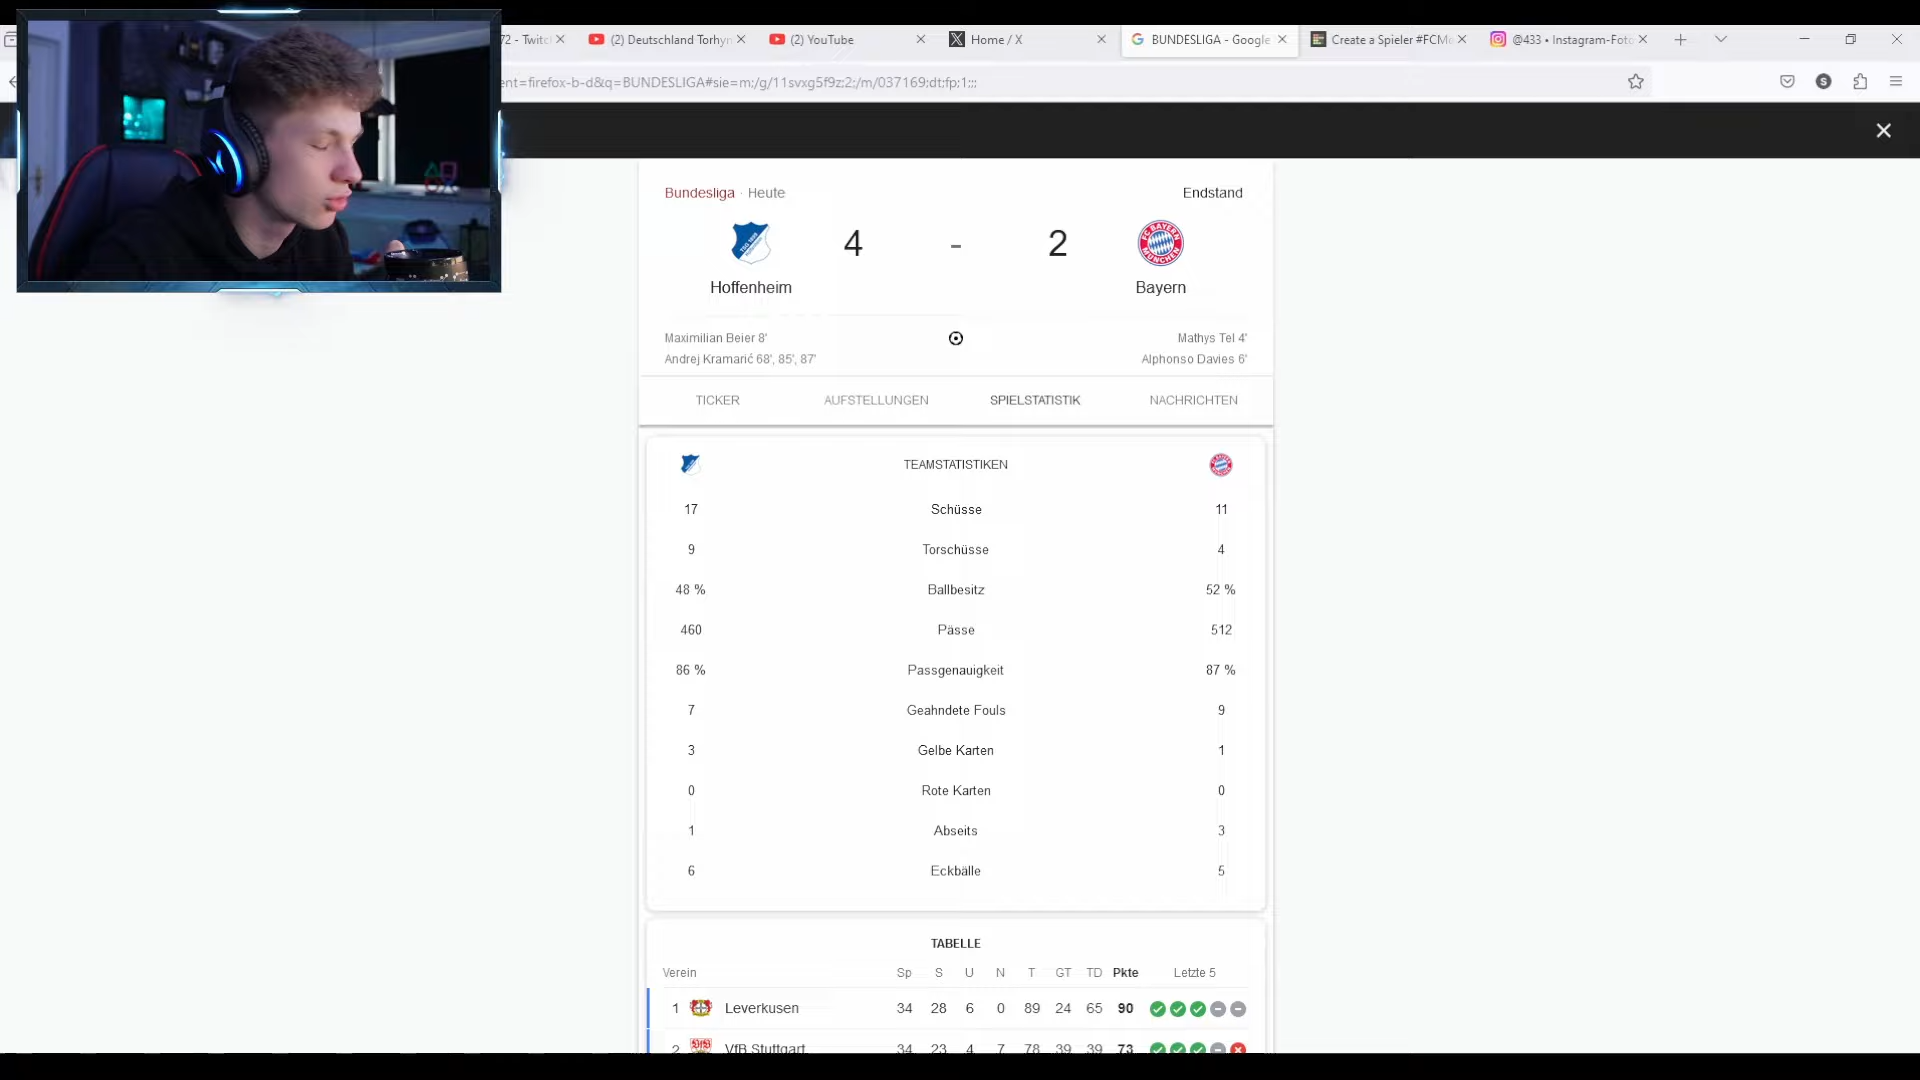 72 - Twitc
(2) Deutschland Torhym
(2) YouTube
Home / X
BUNDESLIGA - Google
Create a Spieler #FCMe
@433 • Instagram-Foto
ent=firefox-b-d&q=BUNDESLIGA#sie=m;/g/11svxg5f9z;2;/m/037169;dt;fp;1;;;
S
Bundesliga · Heute
Endstand
4 - 2
Hoffenheim
Bayern
Maximilian Beier 8'
Mathys Tel 4'
Andrej Kramarić 68', 85', 87'
Alphonso Davies 6'
TICKER AUFSTELLUNGEN SPIELSTATISTIK NACHRICHTEN
TEAMSTATISTIKEN
17 Schüsse 11
9 Torschüsse 4
48 % Ballbesitz 52 %
460 Pässe 512
86 % Passgenauigkeit 87 %
7 Geahndete Fouls 9
3 Gelbe Karten 1
0 Rote Karten 0
1 Abseits 3
6 Eckbälle 5
TABELLE
Verein Sp S U N T GT TD Pkte Letzte 5
1 Leverkusen 34 28 6 0 89 24 65 90
2 VfB Stuttgart 34 23 4 7 78 39 39 73